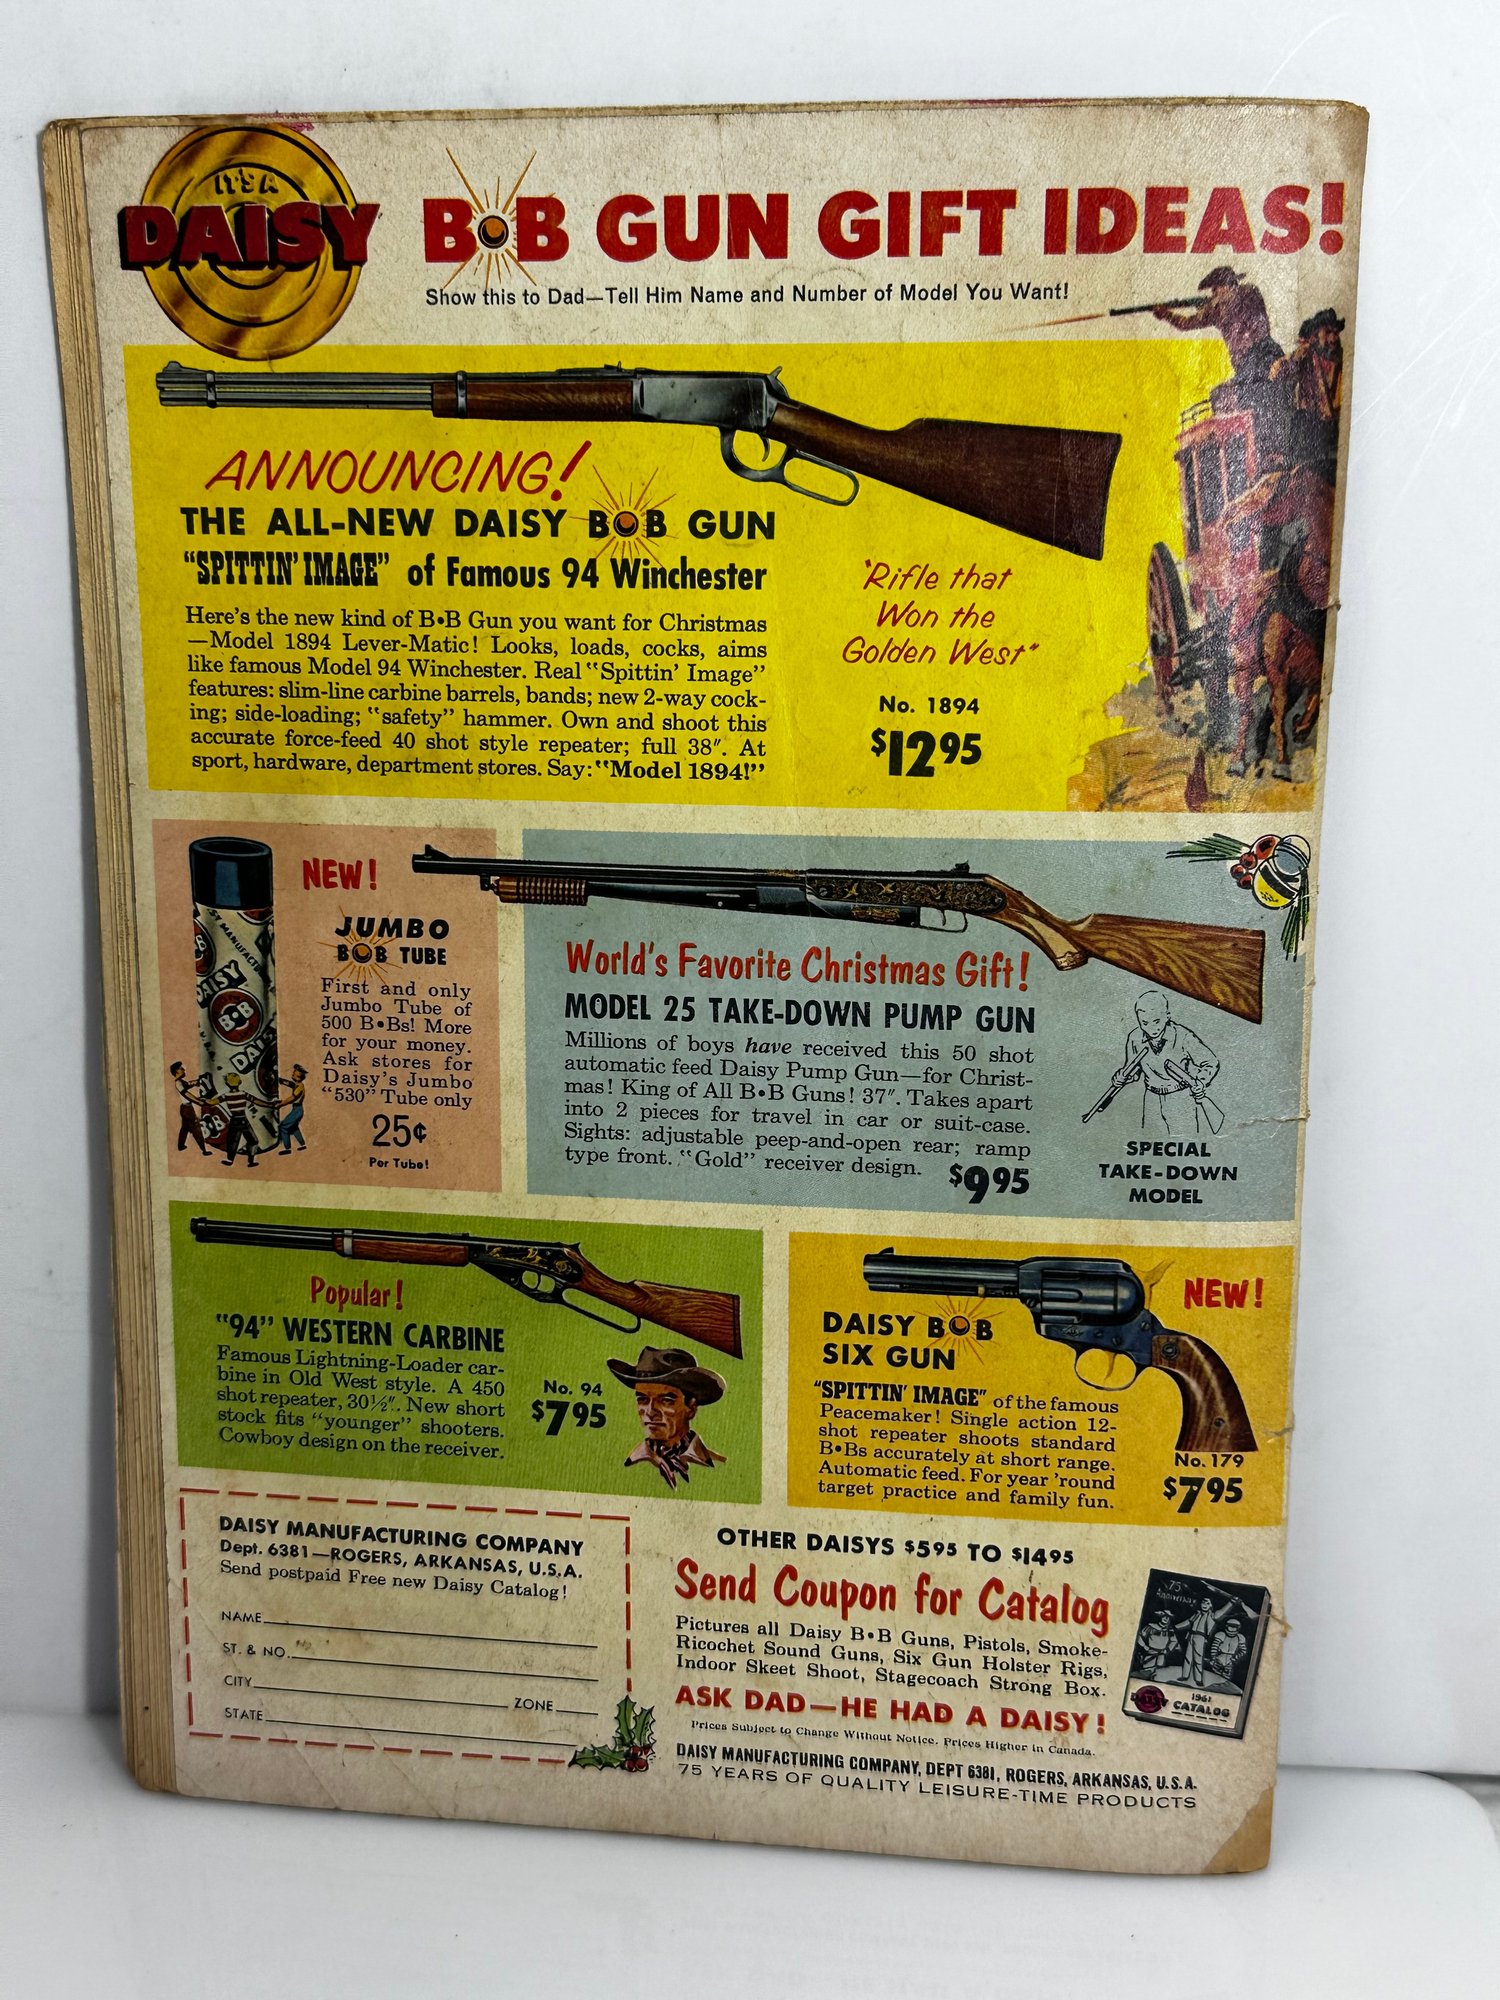 IT'S A
DAISY
B•B GUN GIFT IDEAS!
Show this to Dad—Tell Him Name and Number of Model You Want!
ANNOUNCING!
THE ALL-NEW DAISY B•B GUN
"SPITTIN' IMAGE" of Famous 94 Winchester
Here's the new kind of B•B Gun you want for Christmas
—Model 1894 Lever-Matic! Looks, loads, cocks, aims
like famous Model 94 Winchester. Real "Spittin' Image"
features: slim-line carbine barrels, bands; new 2-way cock-
ing; side-loading; "safety" hammer. Own and shoot this
accurate force-feed 40 shot style repeater; full 38". At
sport, hardware, department stores. Say: "Model 1894!"
"Rifle that
Won the
Golden West"
No. 1894
$12 95
NEW!
JUMBO
B•B TUBE
First and only
Jumbo Tube of
500 B•Bs! More
for your money.
Ask stores for
Daisy's Jumbo
"530" Tube only
25¢
Per Tube!
DAISY
B•B
World's Favorite Christmas Gift!
MODEL 25 TAKE-DOWN PUMP GUN
Millions of boys have received this 50 shot
automatic feed Daisy Pump Gun—for Christ-
mas! King of All B•B Guns! 37". Takes apart
into 2 pieces for travel in car or suit-case.
Sights: adjustable peep-and-open rear; ramp
type front. "Gold" receiver design.
$9 95
SPECIAL
TAKE-DOWN
MODEL
Popular!
"94" WESTERN CARBINE
Famous Lightning-Loader car-
bine in Old West style. A 450
shot repeater, 30½". New short
stock fits "younger" shooters.
Cowboy design on the receiver.
No. 94
$7 95
NEW!
DAISY B•B
SIX GUN
"SPITTIN' IMAGE" of the famous
Peacemaker! Single action 12-
shot repeater shoots standard
B•Bs accurately at short range.
Automatic feed. For year 'round
target practice and family fun.
No. 179
$7 95
DAISY MANUFACTURING COMPANY
Dept. 6381—ROGERS, ARKANSAS, U.S.A.
Send postpaid Free new Daisy Catalog!
NAME
ST. & NO.
CITY ZONE
STATE
OTHER DAISYS $5 95 TO $14 95
Send Coupon for Catalog
Pictures all Daisy B•B Guns, Pistols, Smoke-
Ricochet Sound Guns, Six Gun Holster Rigs,
Indoor Skeet Shoot, Stagecoach Strong Box.
ASK DAD—HE HAD A DAISY!
Prices Subject to Change Without Notice. Prices Higher in Canada.
DAISY MANUFACTURING COMPANY, DEPT 6381, ROGERS, ARKANSAS, U.S.A.
75 YEARS OF QUALITY LEISURE-TIME PRODUCTS
75
Anniversary
DAISY
1961
CATALOG